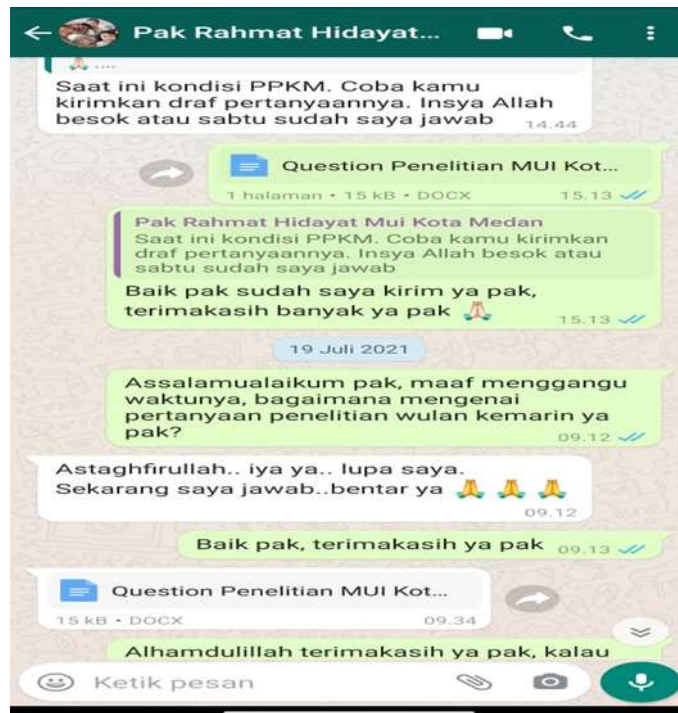 Pak Rahmat Hidayat...
Saat ini kondisi PPKM. Coba kamu
kirimkan draf pertanyaannya. Insya Allah
besok atau sabtu sudah saya jawab
14.44
Question Penelitian MUI Kot...
1 halaman • 15 kB • DOCX
15.13
Pak Rahmat Hidayat Mui Kota Medan
Saat ini kondisi PPKM. Coba kamu kirimkan
draf pertanyaannya. Insya Allah besok atau
sabtu sudah saya jawab
Baik pak sudah saya kirim ya pak,
terimakasih banyak ya pak 🙏🏻
15.13
19 Juli 2021
Assalamualaikum pak, maaf menggangu
waktunya, bagaimana mengenai
pertanyaan penelitian wulan kemarin ya
pak?
09.12
Astaghfirullah.. iya ya.. lupa saya.
Sekarang saya jawab..bentar ya 🙏 🙏 🙏
09.12
Baik pak, terimakasih ya pak
09.13
Question Penelitian MUI Kot...
15 kB • DOCX
09.34
Alhamdulillah terimakasih ya pak, kalau
Ketik pesan